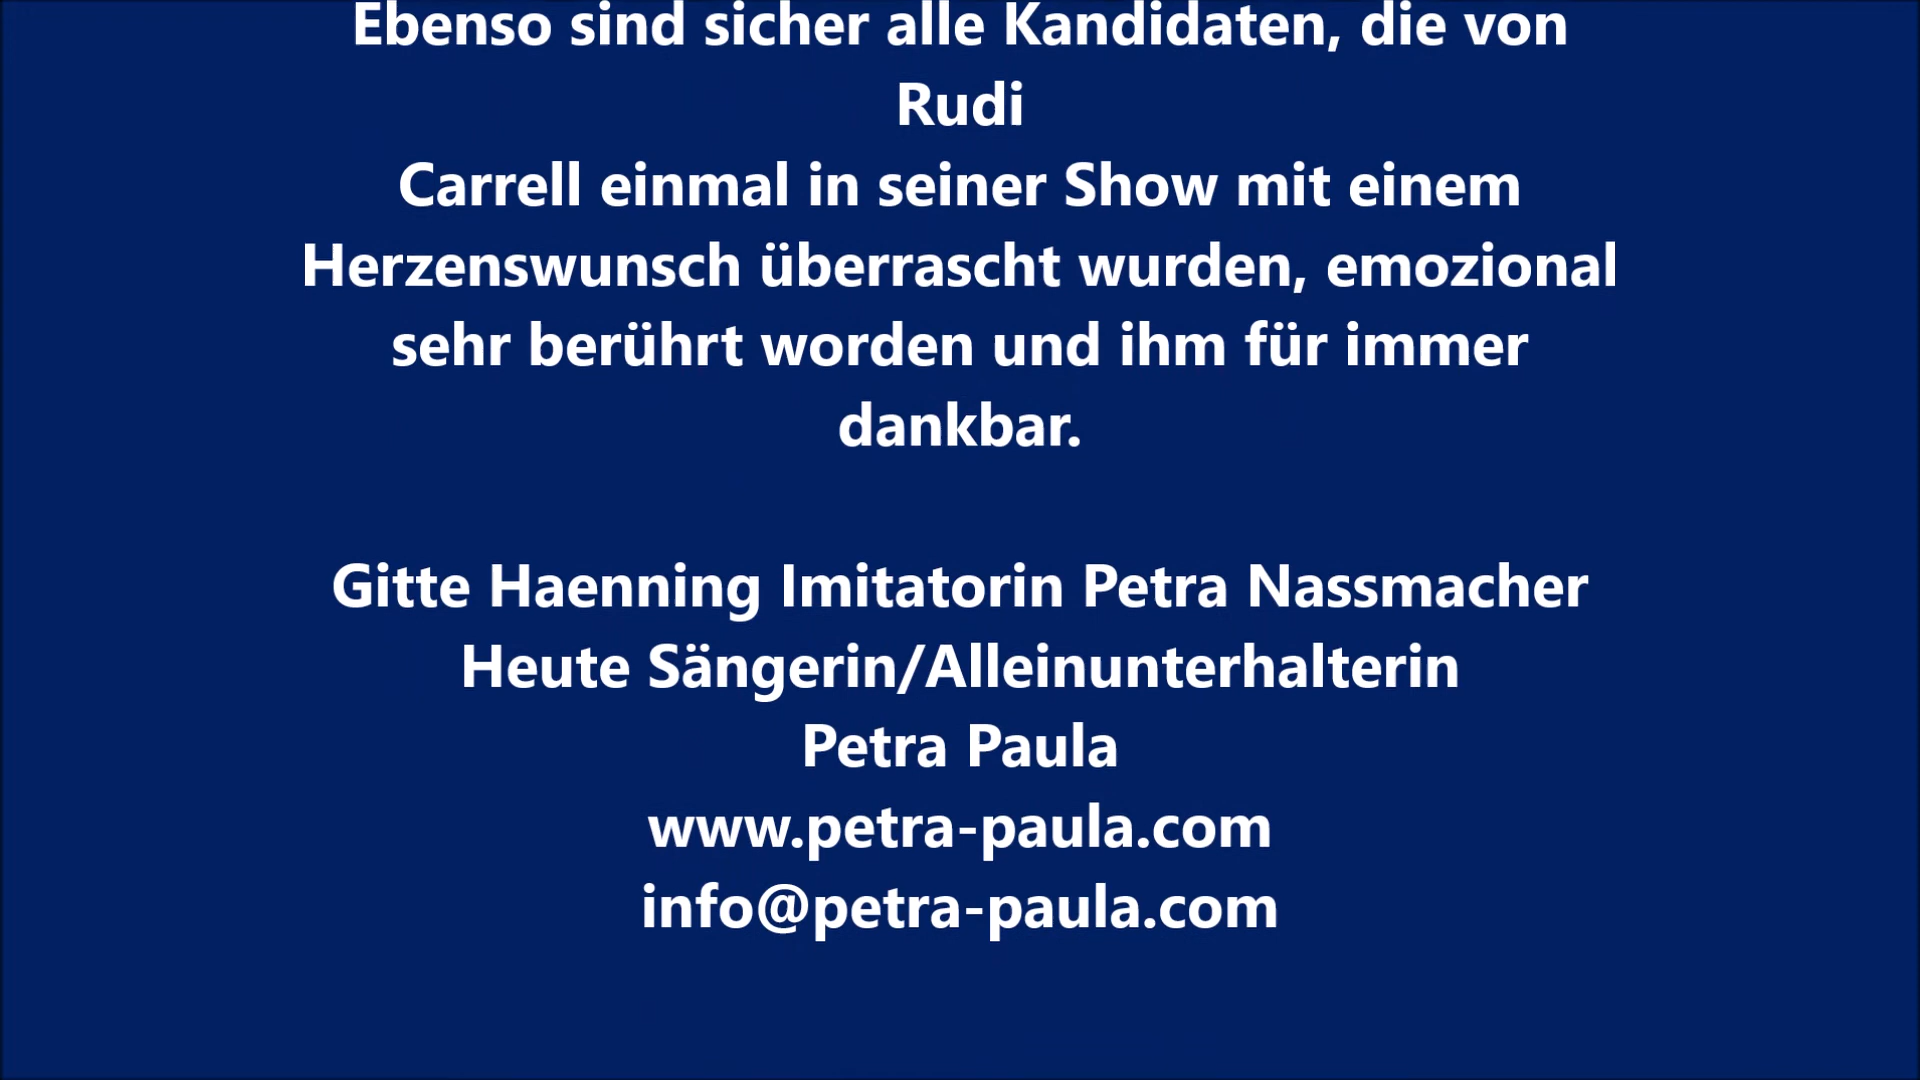 Ebenso sind sicher alle Kandidaten, die von
Rudi
Carrell einmal in seiner Show mit einem
Herzenswunsch überrascht wurden, emozional
sehr berührt worden und ihm für immer
dankbar.
Gitte Haenning Imitatorin Petra Nassmacher
Heute Sängerin/Alleinunterhalterin
Petra Paula
www.petra-paula.com
info@petra-paula.com